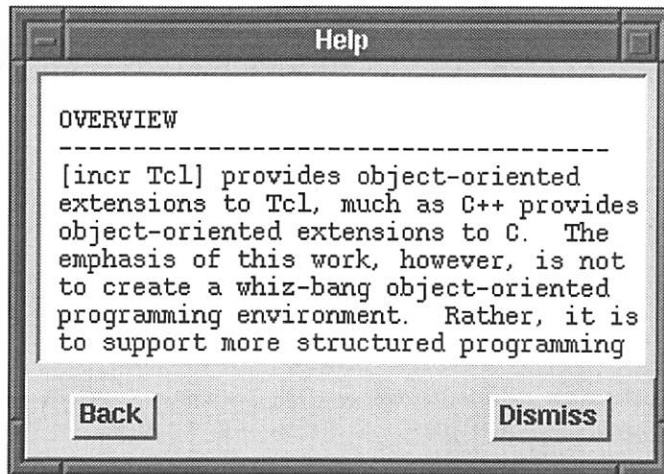 Help
OVERVIEW
---------------------------------------
[incr Tcl] provides object-oriented
extensions to Tcl, much as C++ provides
object-oriented extensions to C.  The
emphasis of this work, however, is not
to create a whiz-bang object-oriented
programming environment.  Rather, it is
to support more structured programming
Back
Dismiss